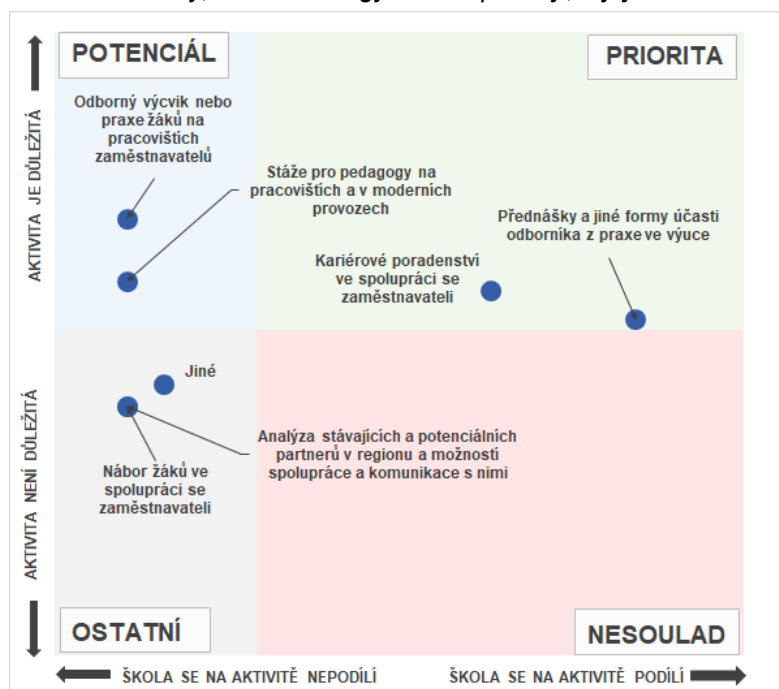 POTENCIÁL
PRIORITA
Odborný výcvik nebo
praxe žáků na
pracovištích
zaměstnavatelů
Stáže pro pedagogy na
pracovištích a v moderních
provozech
Přednášky a jiné formy účasti
odborníka z praxe ve výuce
Kariérové poradenství
ve spolupráci se
zaměstnavateli
AKTIVITA JE DŮLEŽITÁ
Jiné
Analýza stávajících a potenciálních
partnerů v regionu a možností
spolupráce a komunikace s nimi
Nábor žáků ve
spolupráci se
zaměstnavateli
AKTIVITA NENÍ DŮLEŽITÁ
OSTATNÍ
NESOULAD
ŠKOLA SE NA AKTIVITĚ NEPODÍLÍ
ŠKOLA SE NA AKTIVITĚ PODÍLÍ